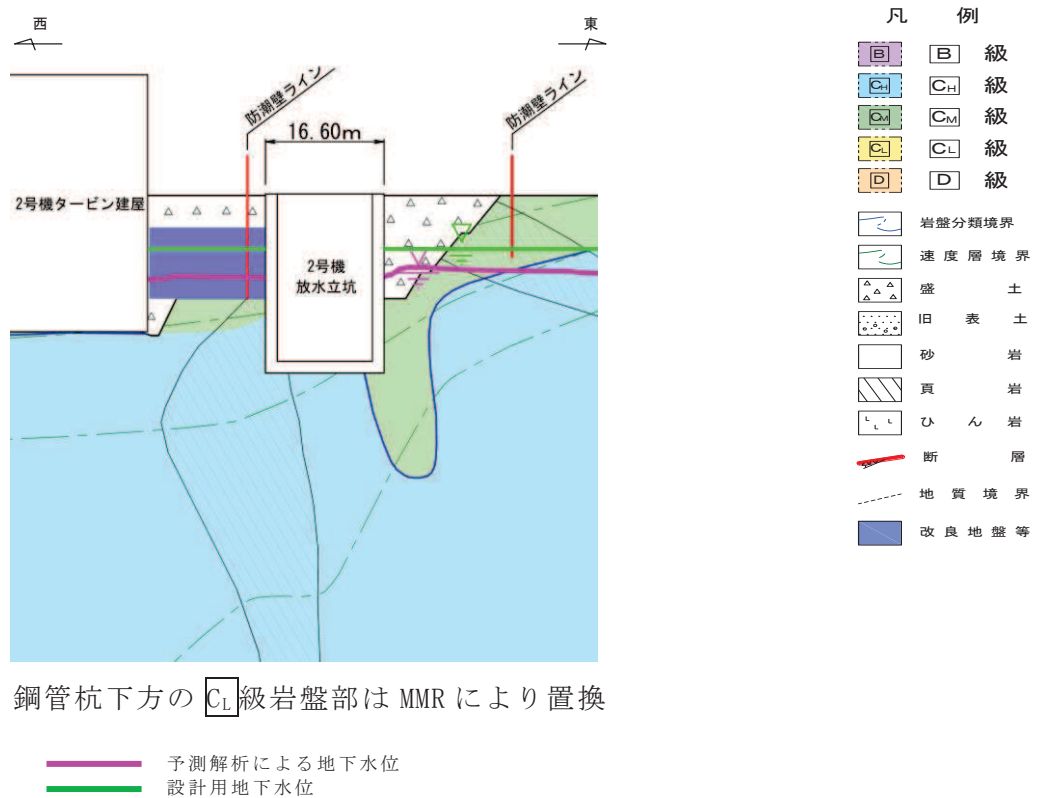 西
東
防潮壁ライン
防潮壁ライン
16.60m
2号機タービン建屋
2号機
放水立坑
凡 例
B B 級
CH CH 級
CM CM 級
CL CL 級
D D 級
岩盤分類境界
速度層境界
盛 土
旧 表 土
砂 岩
頁 岩
ひ ん 岩
断 層
地 質 境 界
改 良 地 盤 等
鋼管杭下方の CL級岩盤部は MMR により置換
予測解析による地下水位
設計用地下水位